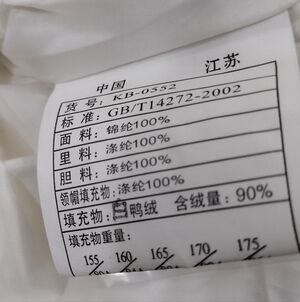 中国 江苏
货号: KB-0552
标准: GB/T14272-2002
面料: 锦纶100%
里料: 涤纶100%
胆料: 涤纶100%
领帽填充物: 涤纶100%
填充物: 白鸭绒 含绒量: 90%
填充物重量:
155/ 160/ 165/ 170/ 175/